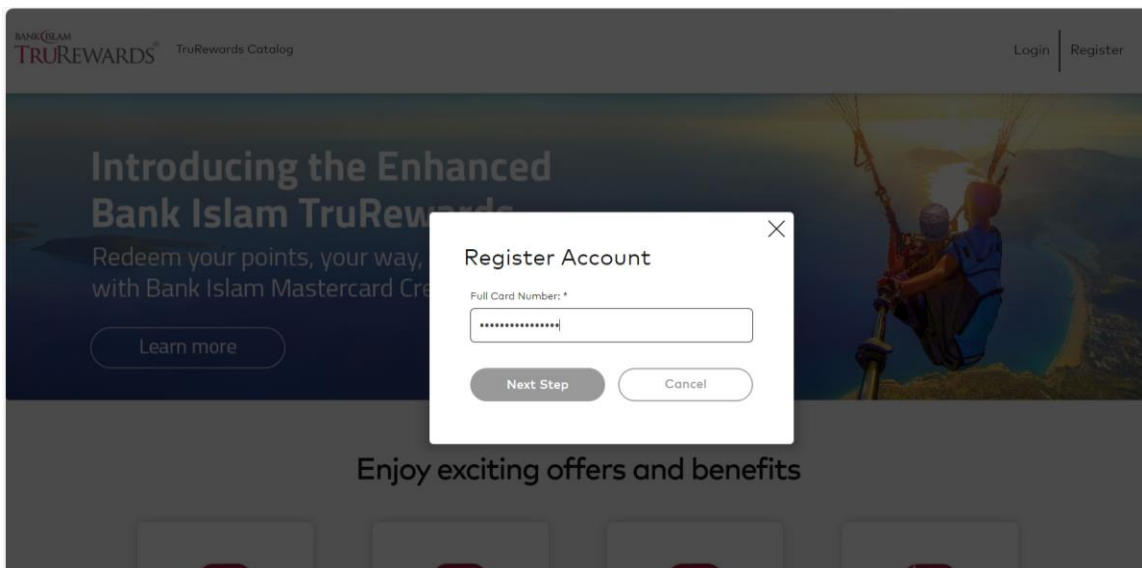 BANK ISLAM
TRUREWARDS®
TruRewards Catalog
Login
Register
Introducing the Enhanced
Bank Islam TruRewards
Redeem your points, your way,
with Bank Islam Mastercard Cre
Learn more
Register Account
Full Card Number: *
••••••••••••••••
Next Step
Cancel
Enjoy exciting offers and benefits